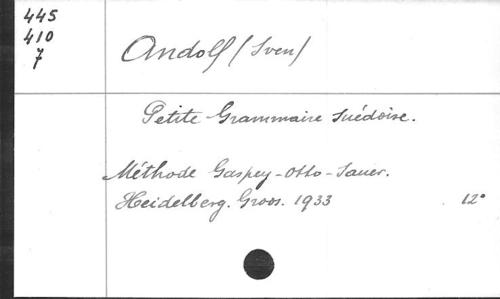 445
410
7
Andolf (Sven)
Petite Grammaire suédoise.
Méthode Gaspey-Otto-Sauer.
Heidelberg. Groos. 1933 12°